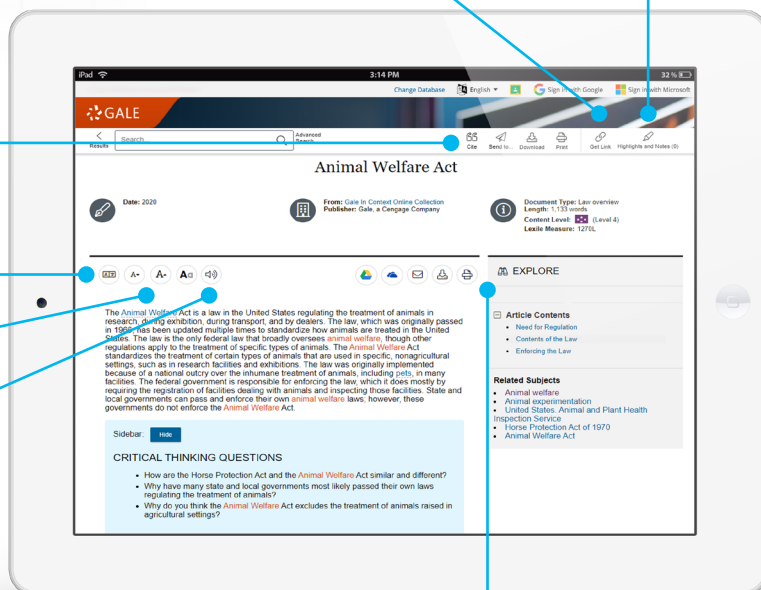 iPad 3:14 PM 32 %
Change Database English Sign in with Google Sign in with Microsoft
GALE
Results Search... Advanced Search Cite Send to... Download Print Get Link Highlights and Notes (0)
Animal Welfare Act
Date: 2020
From: Gale In Context Online Collection
Publisher: Gale, a Cengage Company
Document Type: Law overview
Length: 1,133 words
Content Level: (Level 4)
Lexile Measure: 1270L
A- A+ Aa
EXPLORE
The Animal Welfare Act is a law in the United States regulating the treatment of animals in
research, during exhibition, during transport, and by dealers. The law, which was originally passed
in 1966, has been updated multiple times to standardize how animals are treated in the United
States. The law is the only federal law that broadly oversees animal welfare, though other
regulations apply to the treatment of specific types of animals. The Animal Welfare Act
standardizes the treatment of certain types of animals that are used in specific, nonagricultural
settings, such as in research facilities and exhibitions. The law was originally implemented
because of a national outcry over the inhumane treatment of animals, including pets, in many
facilities. The federal government is responsible for enforcing the law, which it does mostly by
requiring the registration of facilities dealing with animals and inspecting those facilities. State and
local governments can pass and enforce their own animal welfare laws; however, these
governments do not enforce the Animal Welfare Act.
Article Contents
Need for Regulation
Contents of the Law
Enforcing the Law
Related Subjects
Animal welfare
Animal experimentation
United States. Animal and Plant Health
Inspection Service
Horse Protection Act of 1970
Animal Welfare Act
Sidebar: Hide
CRITICAL THINKING QUESTIONS
How are the Horse Protection Act and the Animal Welfare Act similar and different?
Why have many state and local governments most likely passed their own laws
regulating the treatment of animals?
Why do you think the Animal Welfare Act excludes the treatment of animals raised in
agricultural settings?